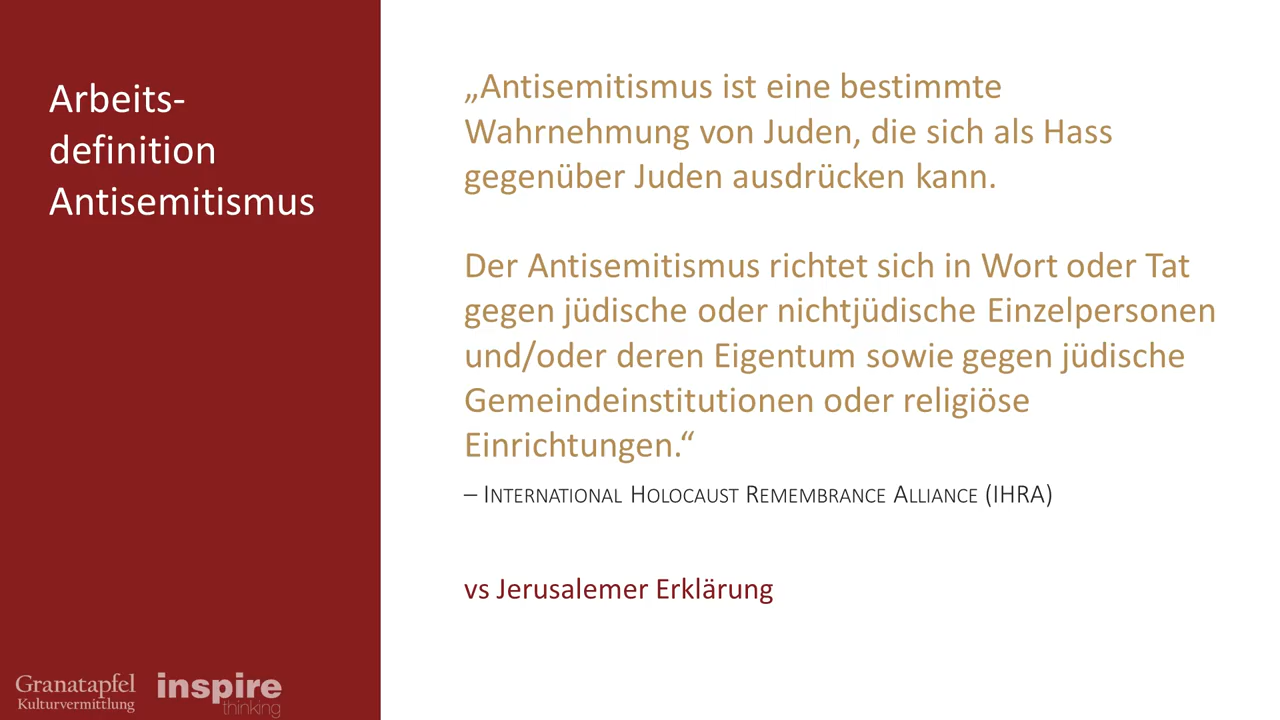 Arbeits-
definition
Antisemitismus
„Antisemitismus ist eine bestimmte
Wahrnehmung von Juden, die sich als Hass
gegenüber Juden ausdrücken kann.
Der Antisemitismus richtet sich in Wort oder Tat
gegen jüdische oder nichtjüdische Einzelpersonen
und/oder deren Eigentum sowie gegen jüdische
Gemeindeinstitutionen oder religiöse
Einrichtungen.“
– INTERNATIONAL HOLOCAUST REMEMBRANCE ALLIANCE (IHRA)
vs Jerusalemer Erklärung
Granatapfel
Kulturvermittlung
inspire
thinking